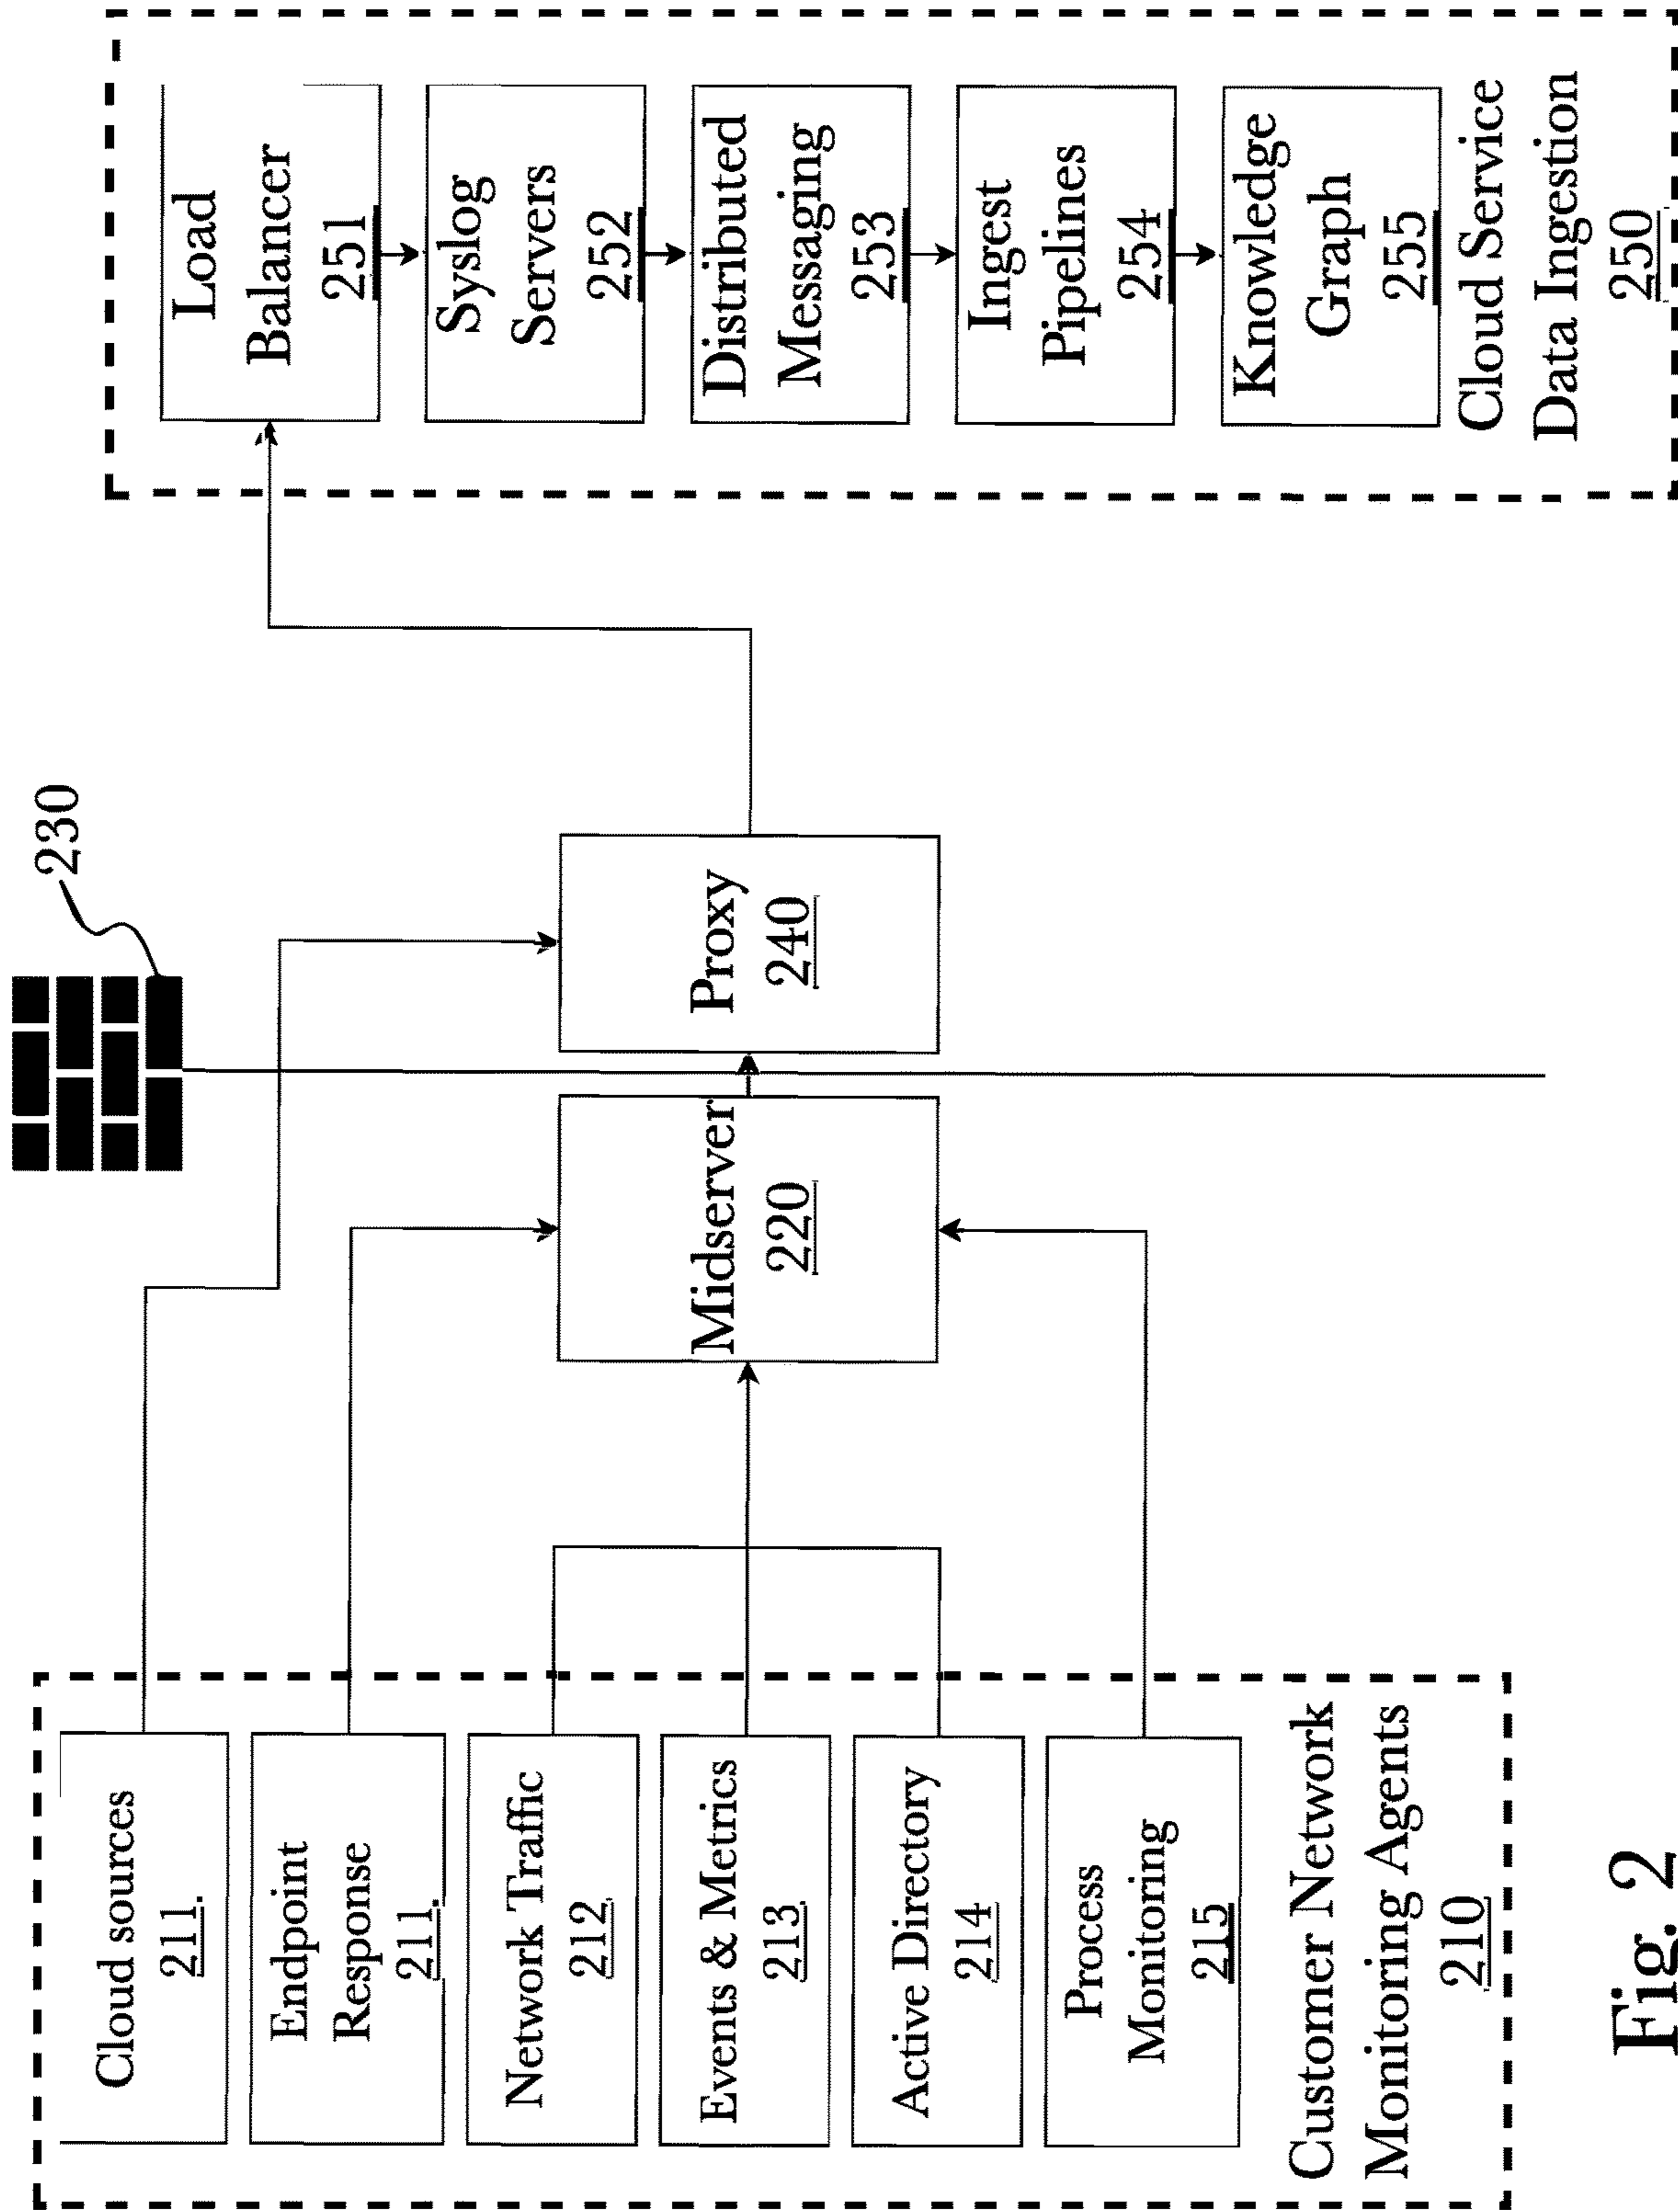 230
Cloud sources
211.
Endpoint
Response
211.
Network Traffic
212
Events & Metrics
213
Active Directory
214
Process
Monitoring
215
Customer Network
Monitoring Agents
210
Midserver
220
Proxy
240
Load
Balancer
251
Syslog
Servers
252
Distributed
Messaging
253
Ingest
Pipelines
254
Knowledge
Graph
255
Cloud Service
Data Ingestion
250
Fig. 2